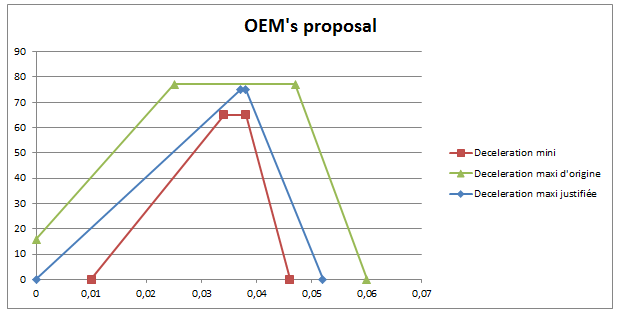 OEM's proposal
90
80
70
60
50
40
30
20
10
0
0 0,01 0,02 0,03 0,04 0,05 0,06 0,07
Deceleration mini
Deceleration maxi d'origine
Deceleration maxi justifiée